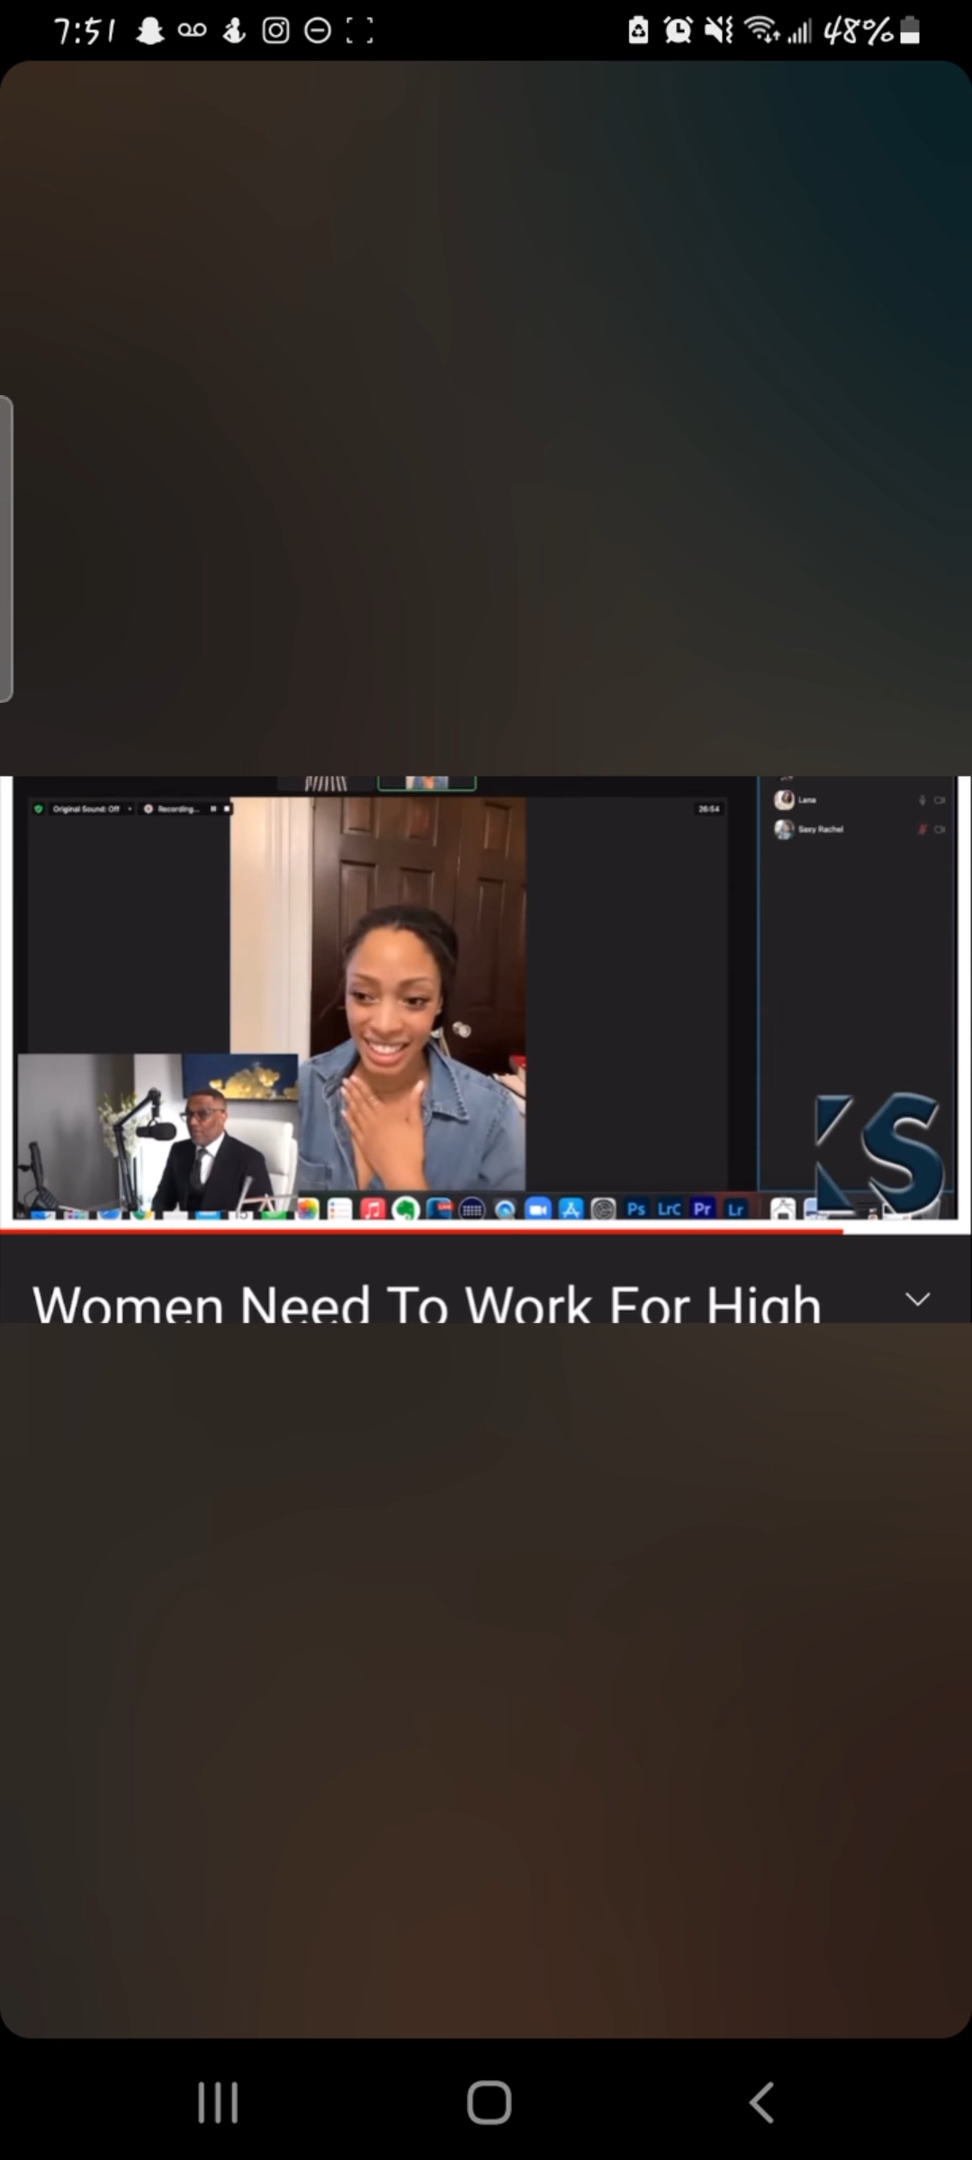 7:51
48%
Original Sound: Off
Recording...
26:54
Lana
Sexy Rachel
KS
Ps LrC Pr Lr
Women Need To Work For High